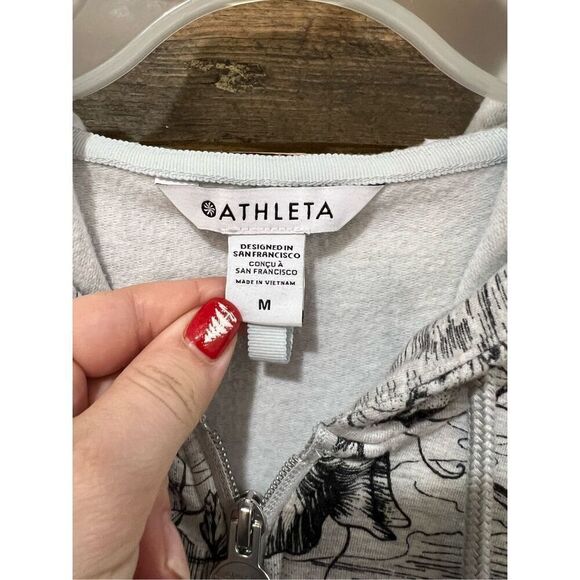 ATHLETA
DESIGNED IN
SAN FRANCISCO
CONÇU À
SAN FRANCISCO
MADE IN VIETNAM
M